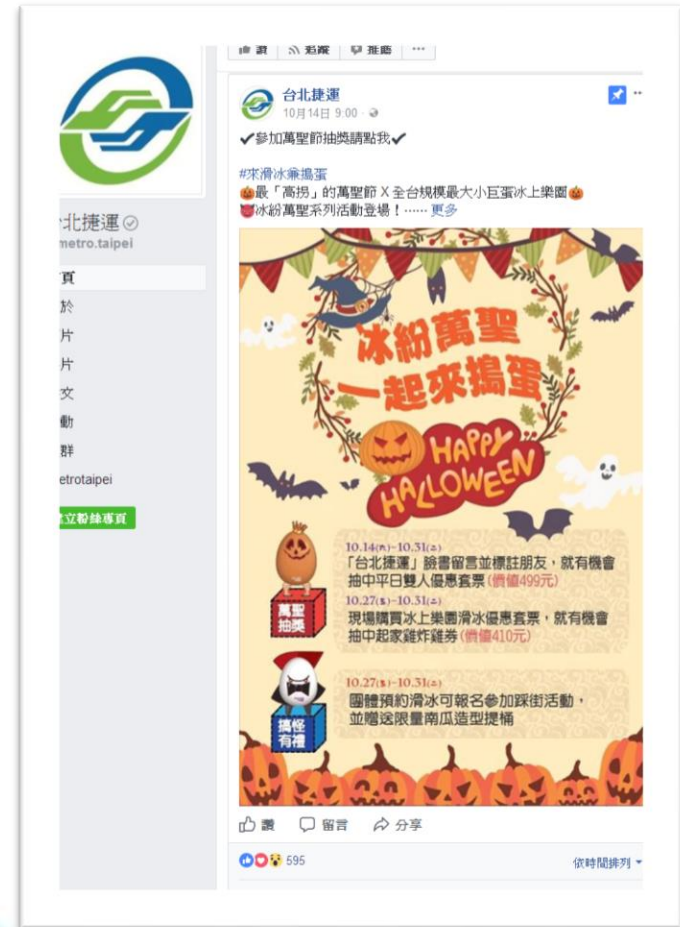 讚 追蹤 推薦 ...
台北捷運
10月14日 9:00
✔參加萬聖節抽獎請點我✔
#來滑冰兼搗蛋
🎃最「高拐」的萬聖節 X 全台規模最大小巨蛋冰上樂園🎃
👿冰紛萬聖系列活動登場！…… 更多
北捷運
metro.taipei
頁
於
片
片
文
動
群
etrotaipei
立粉絲專頁
冰紛萬聖
一起來搗蛋
HAPPY
HALLOWEEN
萬聖
抽獎
10.14(六)-10.31(二)
「台北捷運」臉書留言並標註朋友，就有機會
抽中平日雙人優惠套票(價值499元)
10.27(五)-10.31(二)
現場購買冰上樂園滑冰優惠套票，就有機會
抽中起家雞炸雞券(價值410元)
搞怪
有禮
10.27(五)-10.31(二)
團體預約滑冰可報名參加踩街活動，
並贈送限量南瓜造型提桶
讚 留言 分享
595
依時間排列